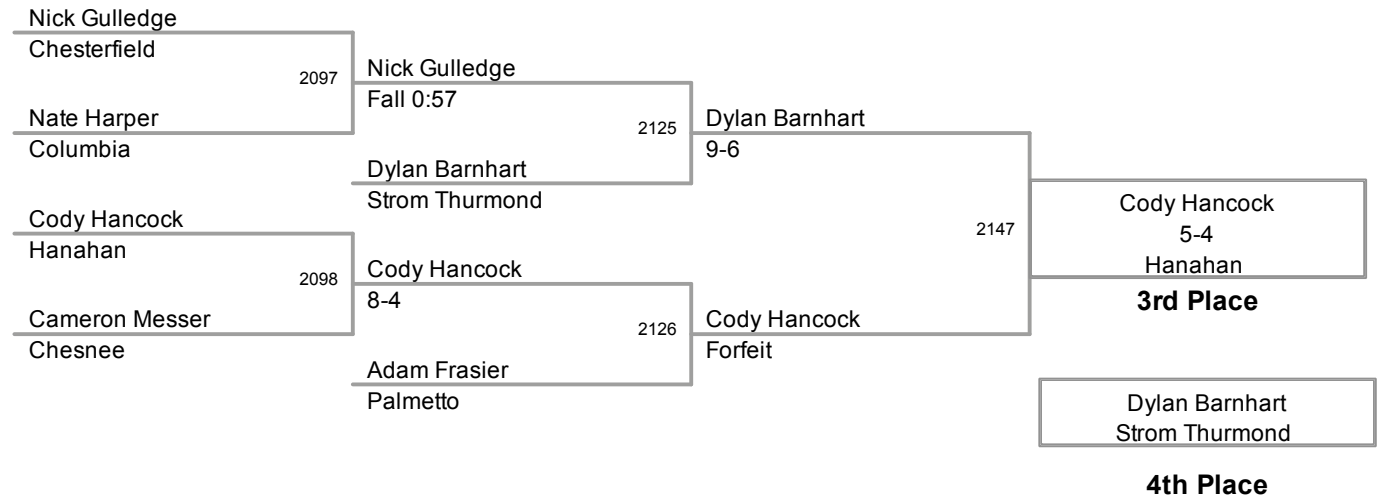 Nick Gulledge
Chesterfield
2097
Nick Gulledge
Fall 0:57
Nate Harper
Columbia
2125
Dylan Barnhart
9-6
Dylan Barnhart
Strom Thurmond
Cody Hancock
Hanahan
2098
Cody Hancock
8-4
Cameron Messer
Chesnee
2126
Cody Hancock
Forfeit
Adam Frasier
Palmetto
2147
Cody Hancock
5-4
Hanahan
3rd Place
Dylan Barnhart
Strom Thurmond
4th Place